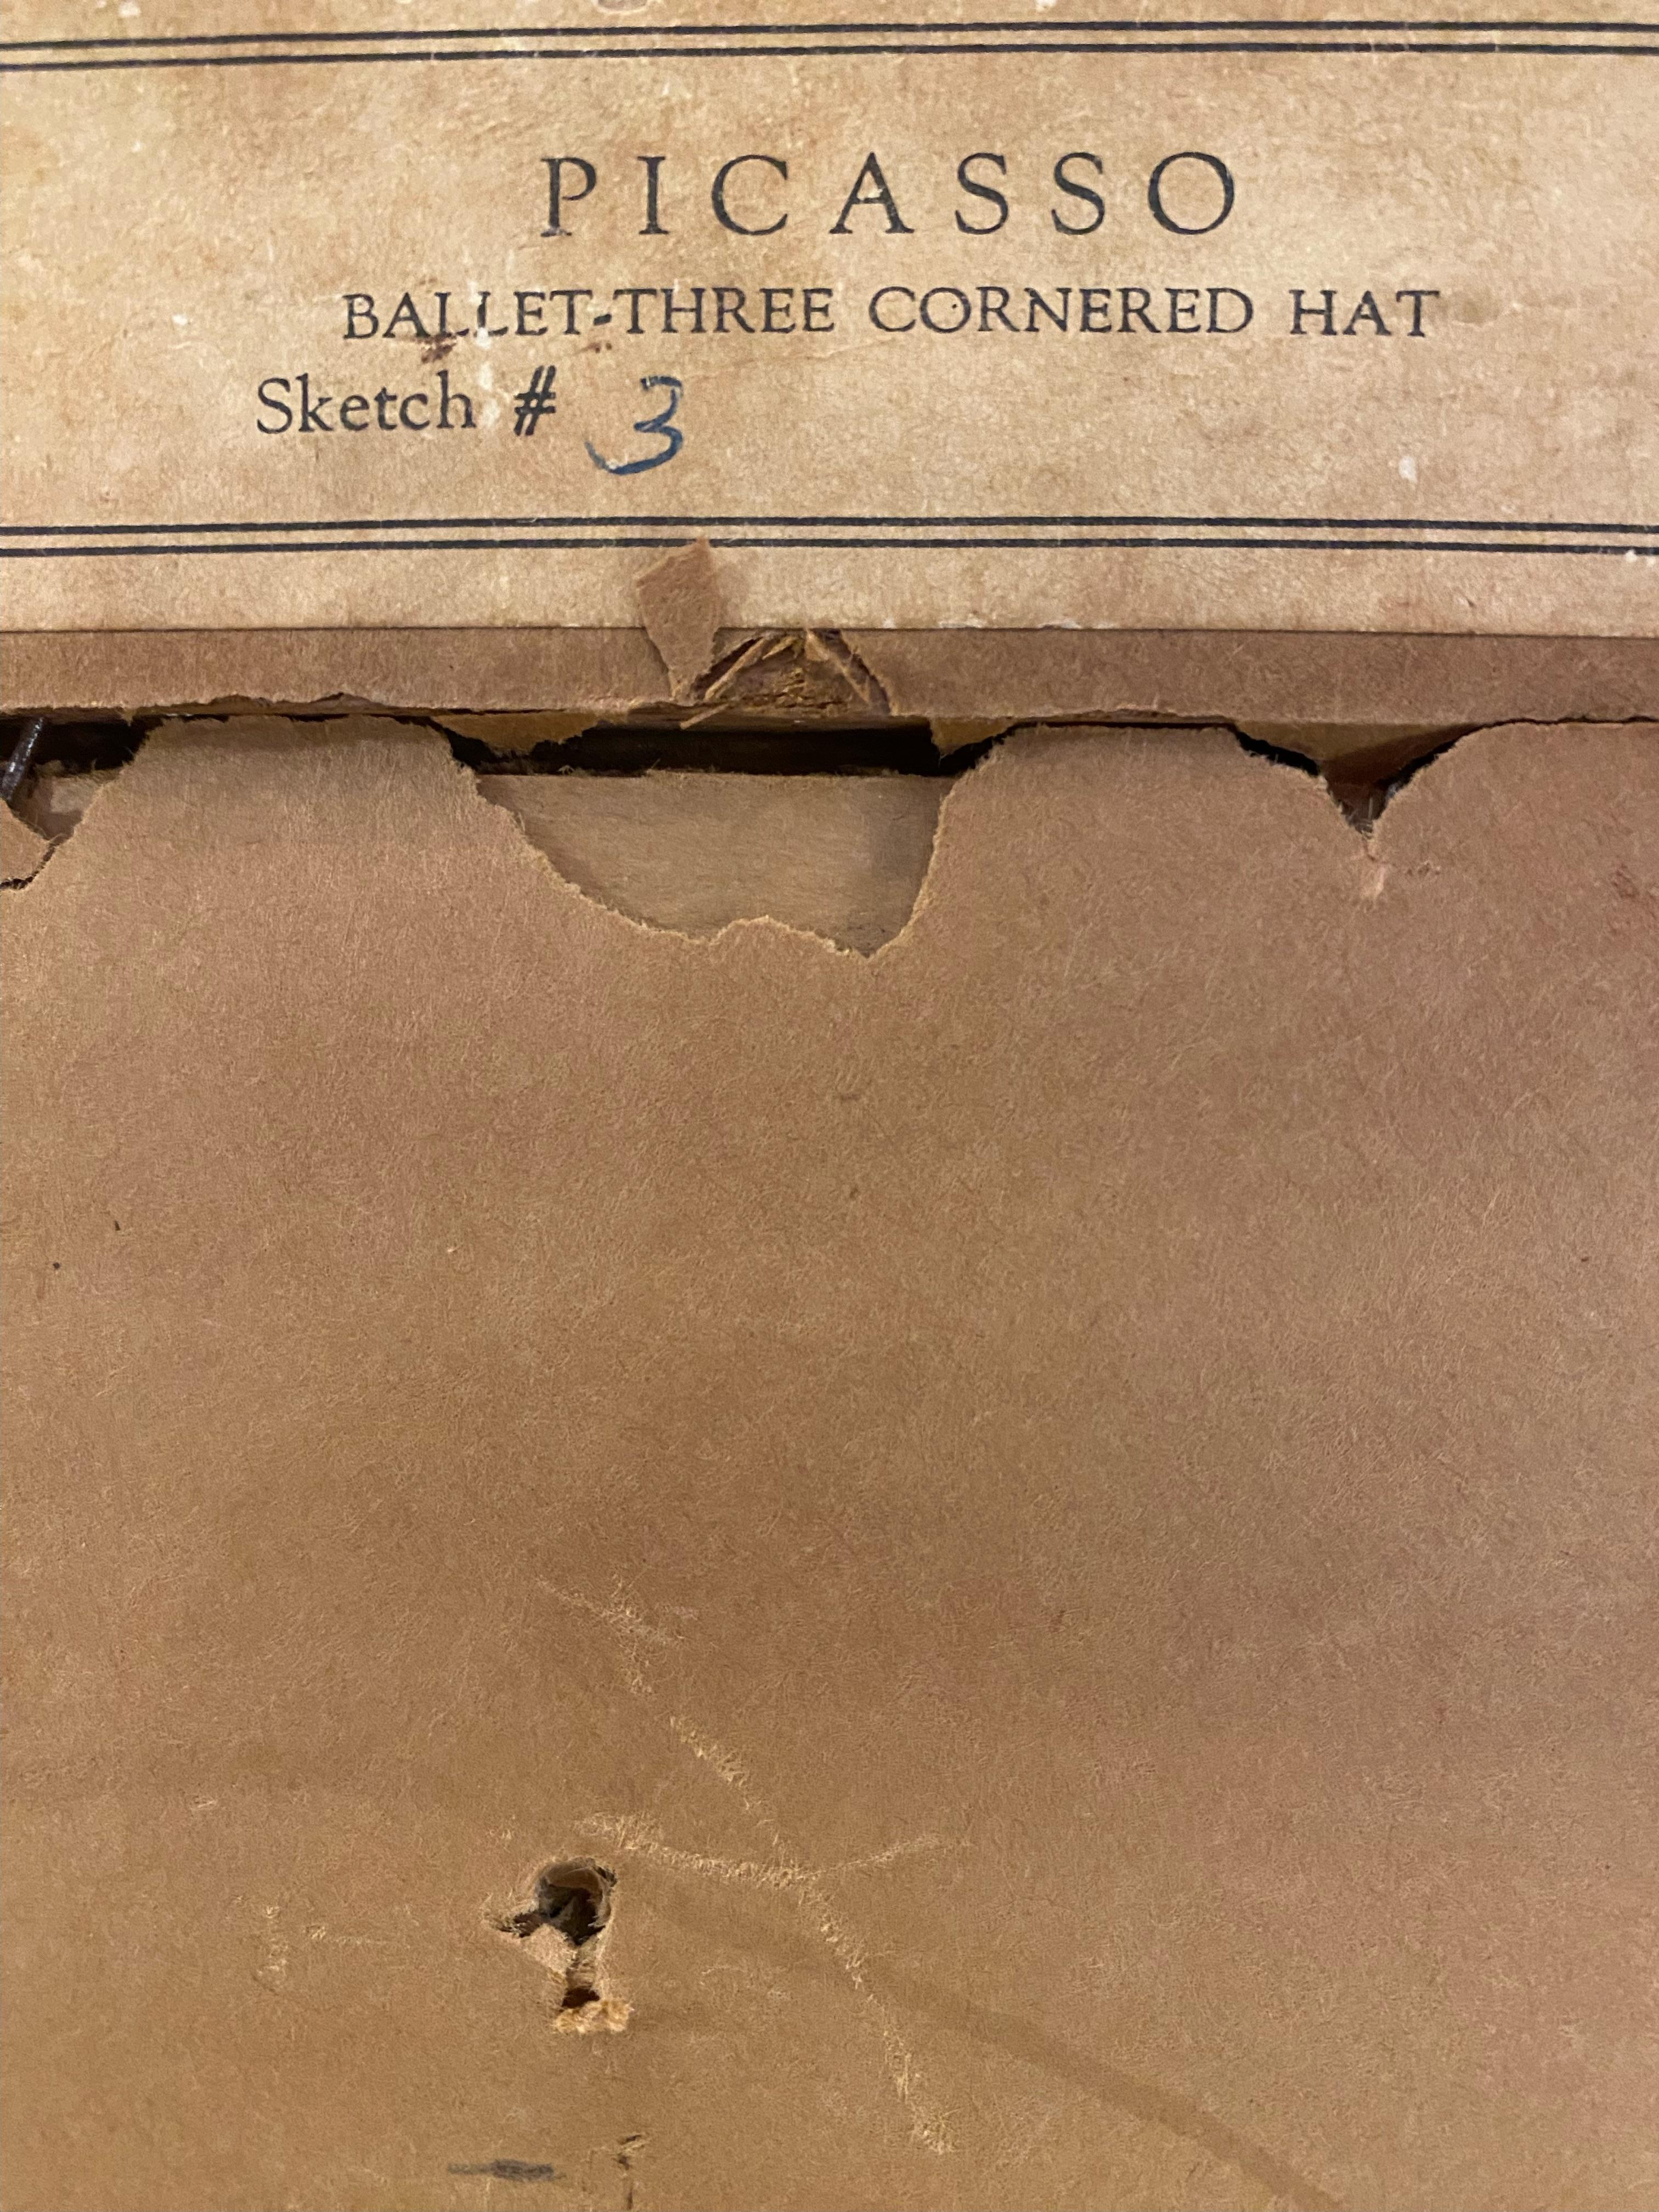 PICASSO
BALLET-THREE CORNERED HAT
Sketch # 3